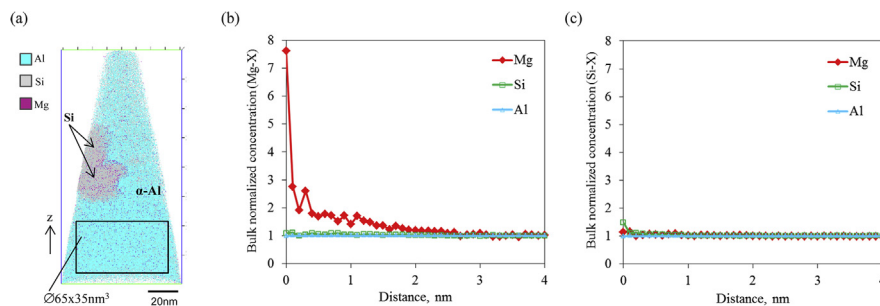 (a)
Al
Si
Mg
Si
α-Al
z
∅65x35nm³
20nm
(b)
Bulk normalized concentration (Mg-X)
8
7
6
5
4
3
2
1
0
0 1 2 3 4
Distance, nm
Mg
Si
Al
(c)
Bulk normalized concentration (Si-X)
8
7
6
5
4
3
2
1
0
0 1 2 3 4
Distance, nm
Mg
Si
Al